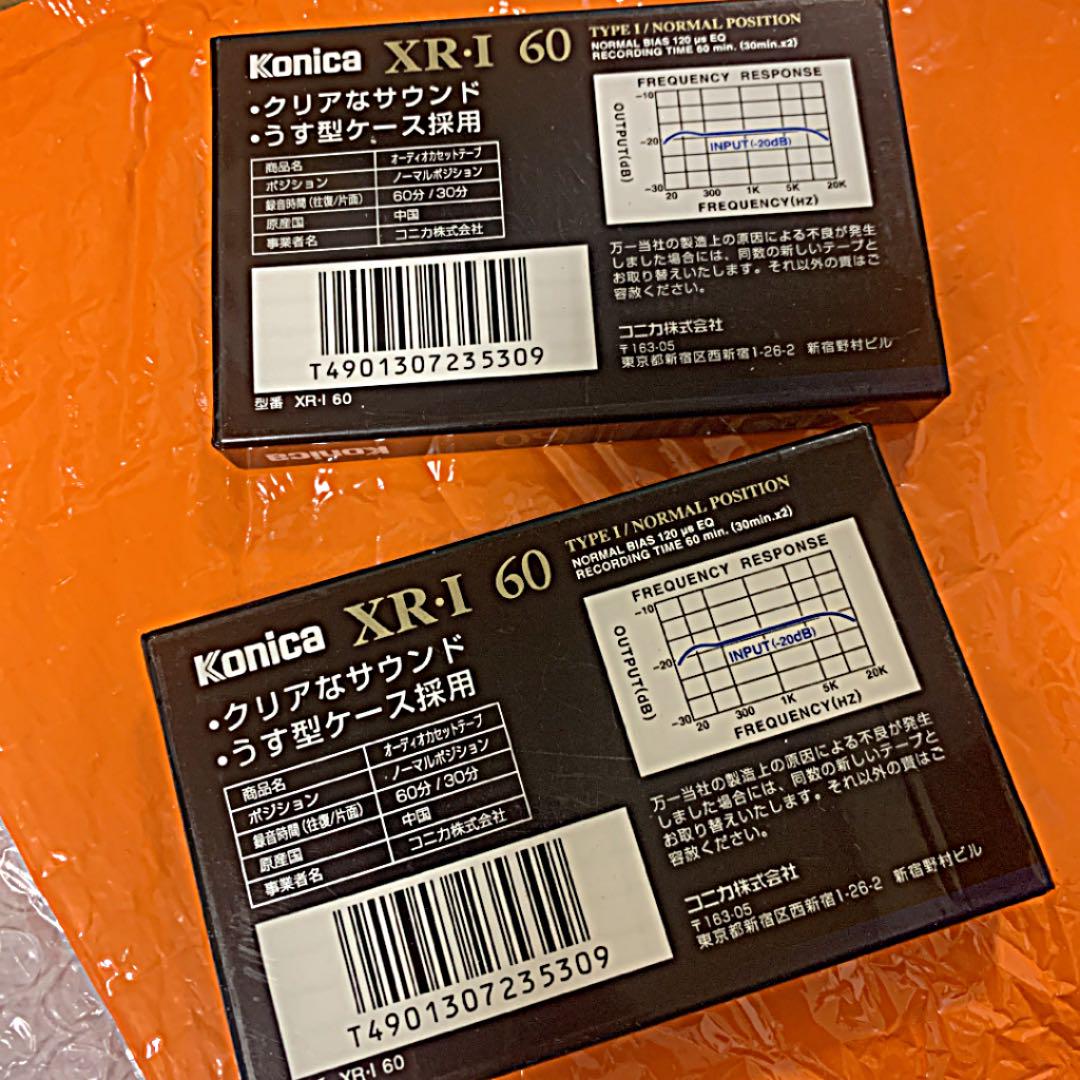 Konica XR・I 60
TYPE I / NORMAL POSITION
NORMAL BIAS 120 μs EQ
RECORDING TIME 60 min. (30min.x2)
・クリアなサウンド
・うす型ケース採用
商品名 オーディオカセットテープ
ポジション ノーマルポジション
録音時間(往復/片面) 60分/30分
原産国 中国
事業者名 コニカ株式会社
T4901307235309
型番 XR・I 60
FREQUENCY RESPONSE
OUTPUT(dB)
-10
-20
-30
INPUT(-20dB)
20 300 1K 5K 20K
FREQUENCY(HZ)
万一当社の製造上の原因による不良が発生
しました場合には、同数の新しいテープと
お取り替えいたします。それ以外の責はご
容赦ください。
コニカ株式会社
〒163-05
東京都新宿区西新宿1-26-2 新宿野村ビル
Konica
Konica XR・I 60
TYPE I / NORMAL POSITION
NORMAL BIAS 120 μs EQ
RECORDING TIME 60 min. (30min.x2)
・クリアなサウンド
・うす型ケース採用
商品名 オーディオカセットテープ
ポジション ノーマルポジション
録音時間(往復/片面) 60分/30分
原産国 中国
事業者名 コニカ株式会社
T4901307235309
XR・I 60
FREQUENCY RESPONSE
OUTPUT(dB)
-10
-20
-30
INPUT(-20dB)
20 300 1K 5K 20K
FREQUENCY(HZ)
万一当社の製造上の原因による不良が発生
しました場合には、同数の新しいテープと
お取り替えいたします。それ以外の責はご
容赦ください。
コニカ株式会社
〒163-05
東京都新宿区西新宿1-26-2 新宿野村ビル